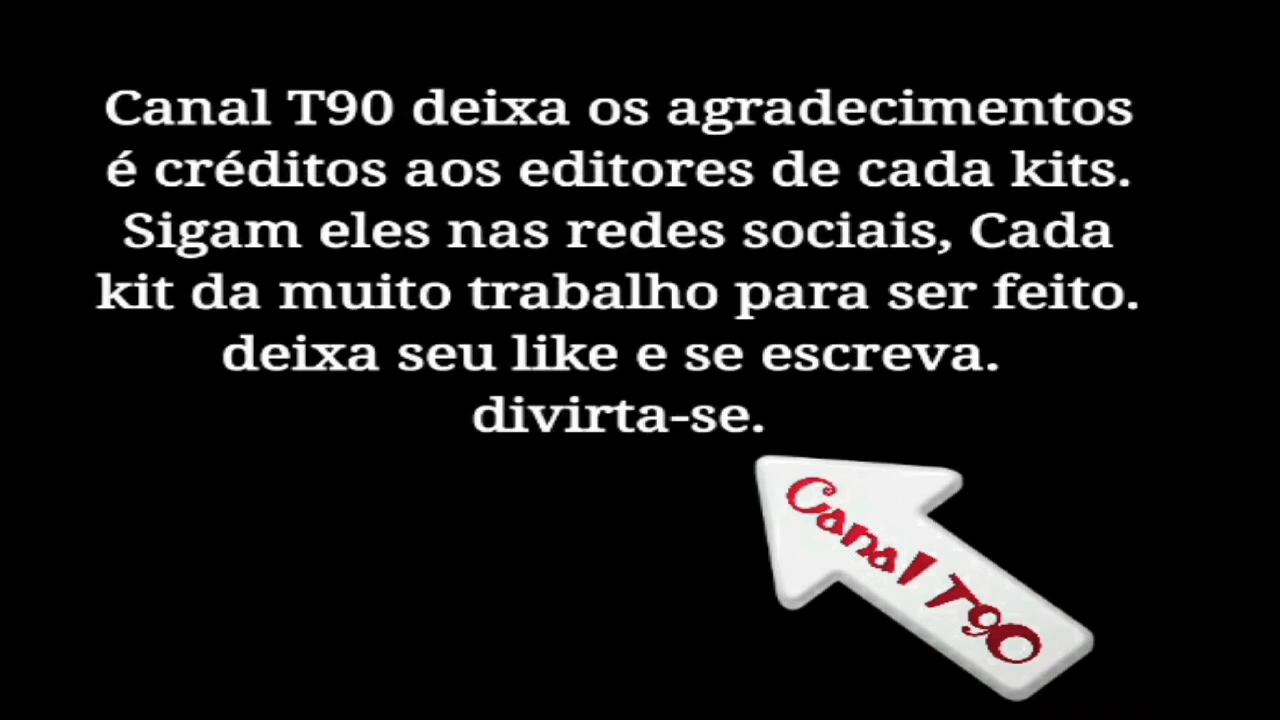 Canal T90 deixa os agradecimentos
é créditos aos editores de cada kits.
Sigam eles nas redes sociais, Cada
kit da muito trabalho para ser feito.
deixa seu like e se escreva.
divirta-se.
Canal T90